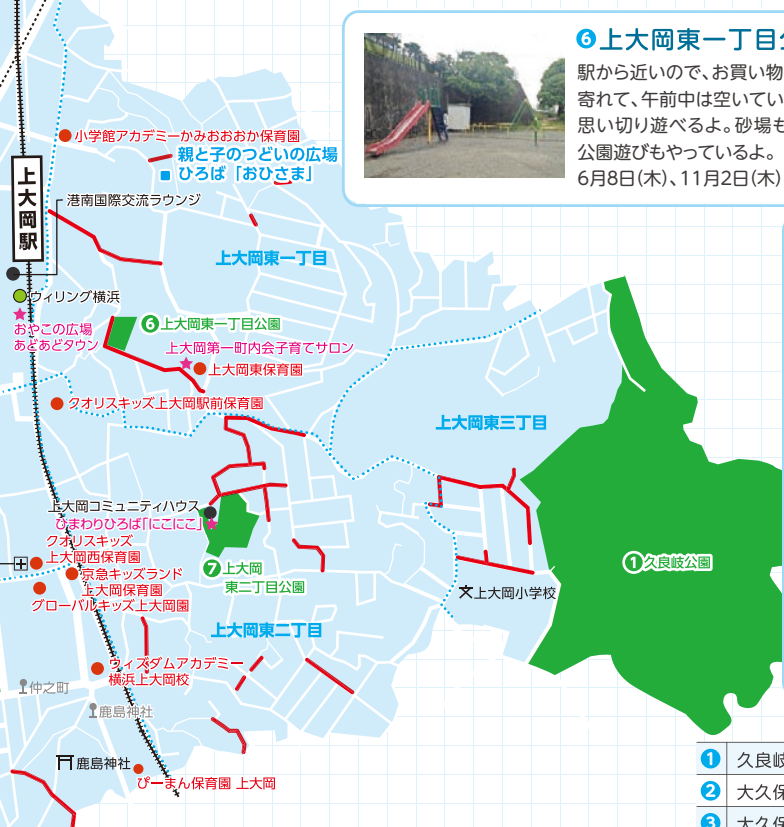 ❻上大岡東一丁目
駅から近いので、お買い物
寄れて、午前中は空いてい
思い切り遊べるよ。砂場も
公園遊びもやっているよ。
6月8日(木)、11月2日(木)
小学館アカデミーかみおおおか保育園
親と子のつどいの広場
ひろば「おひさま」
上大岡駅
港南国際交流ラウンジ
上大岡東一丁目
ウィリング横浜
おやこの広場
あどあどタウン
❻上大岡東一丁目公園
上大岡第一町内会子育てサロン
上大岡東保育園
クオリスキッズ上大岡駅前保育園
上大岡東三丁目
上大岡コミュニティハウス
ひまわりひろば「にこにこ」
クオリスキッズ
上大岡西保育園
京急キッズランド
上大岡保育園
グローバルキッズ上大岡園
❼上大岡
東二丁目公園
①久良岐公園
文上大岡小学校
上大岡東二丁目
ウィズダムアカデミー
横浜上大岡校
仲之町
鹿島神社
鹿島神社
ぴーまん保育園 上大岡
❶ 久良岐
❷ 大久保
❸ 大久保